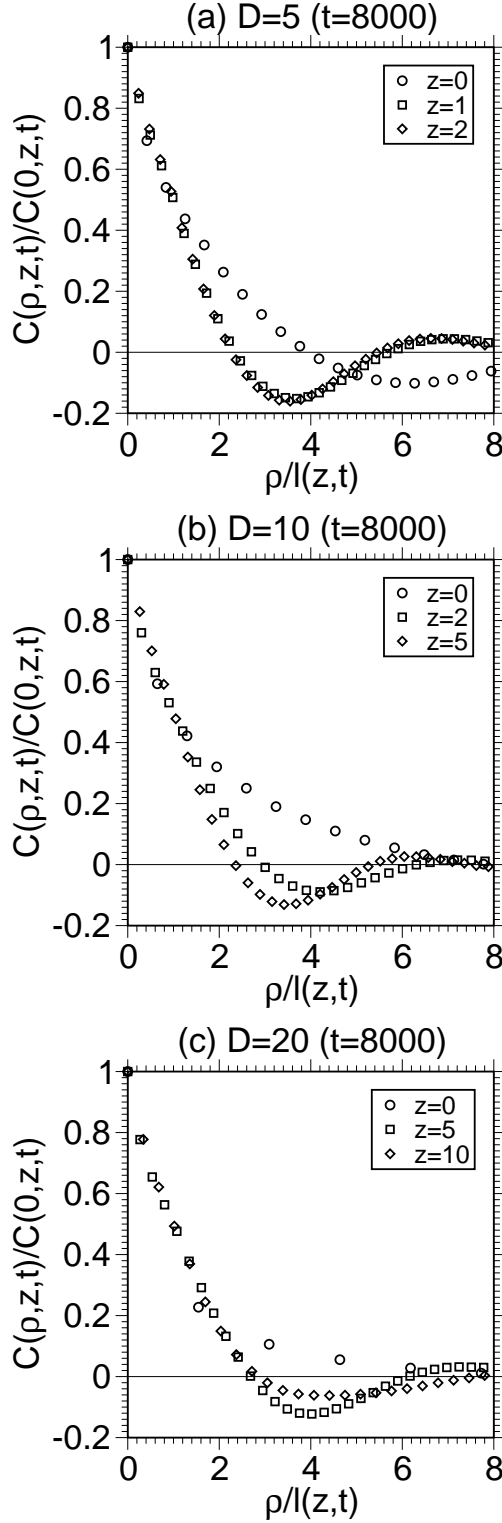 (a) D=5 (t=8000)
1
0.8
0.6
0.4
0.2
0
-0.2
C(ρ,z,t)/C(0,z,t)
z=0
z=1
z=2
0 2 4 6 8
ρ/l(z,t)
(b) D=10 (t=8000)
1
0.8
0.6
0.4
0.2
0
-0.2
C(ρ,z,t)/C(0,z,t)
z=0
z=2
z=5
0 2 4 6 8
ρ/l(z,t)
(c) D=20 (t=8000)
1
0.8
0.6
0.4
0.2
0
-0.2
C(ρ,z,t)/C(0,z,t)
z=0
z=5
z=10
0 2 4 6 8
ρ/l(z,t)